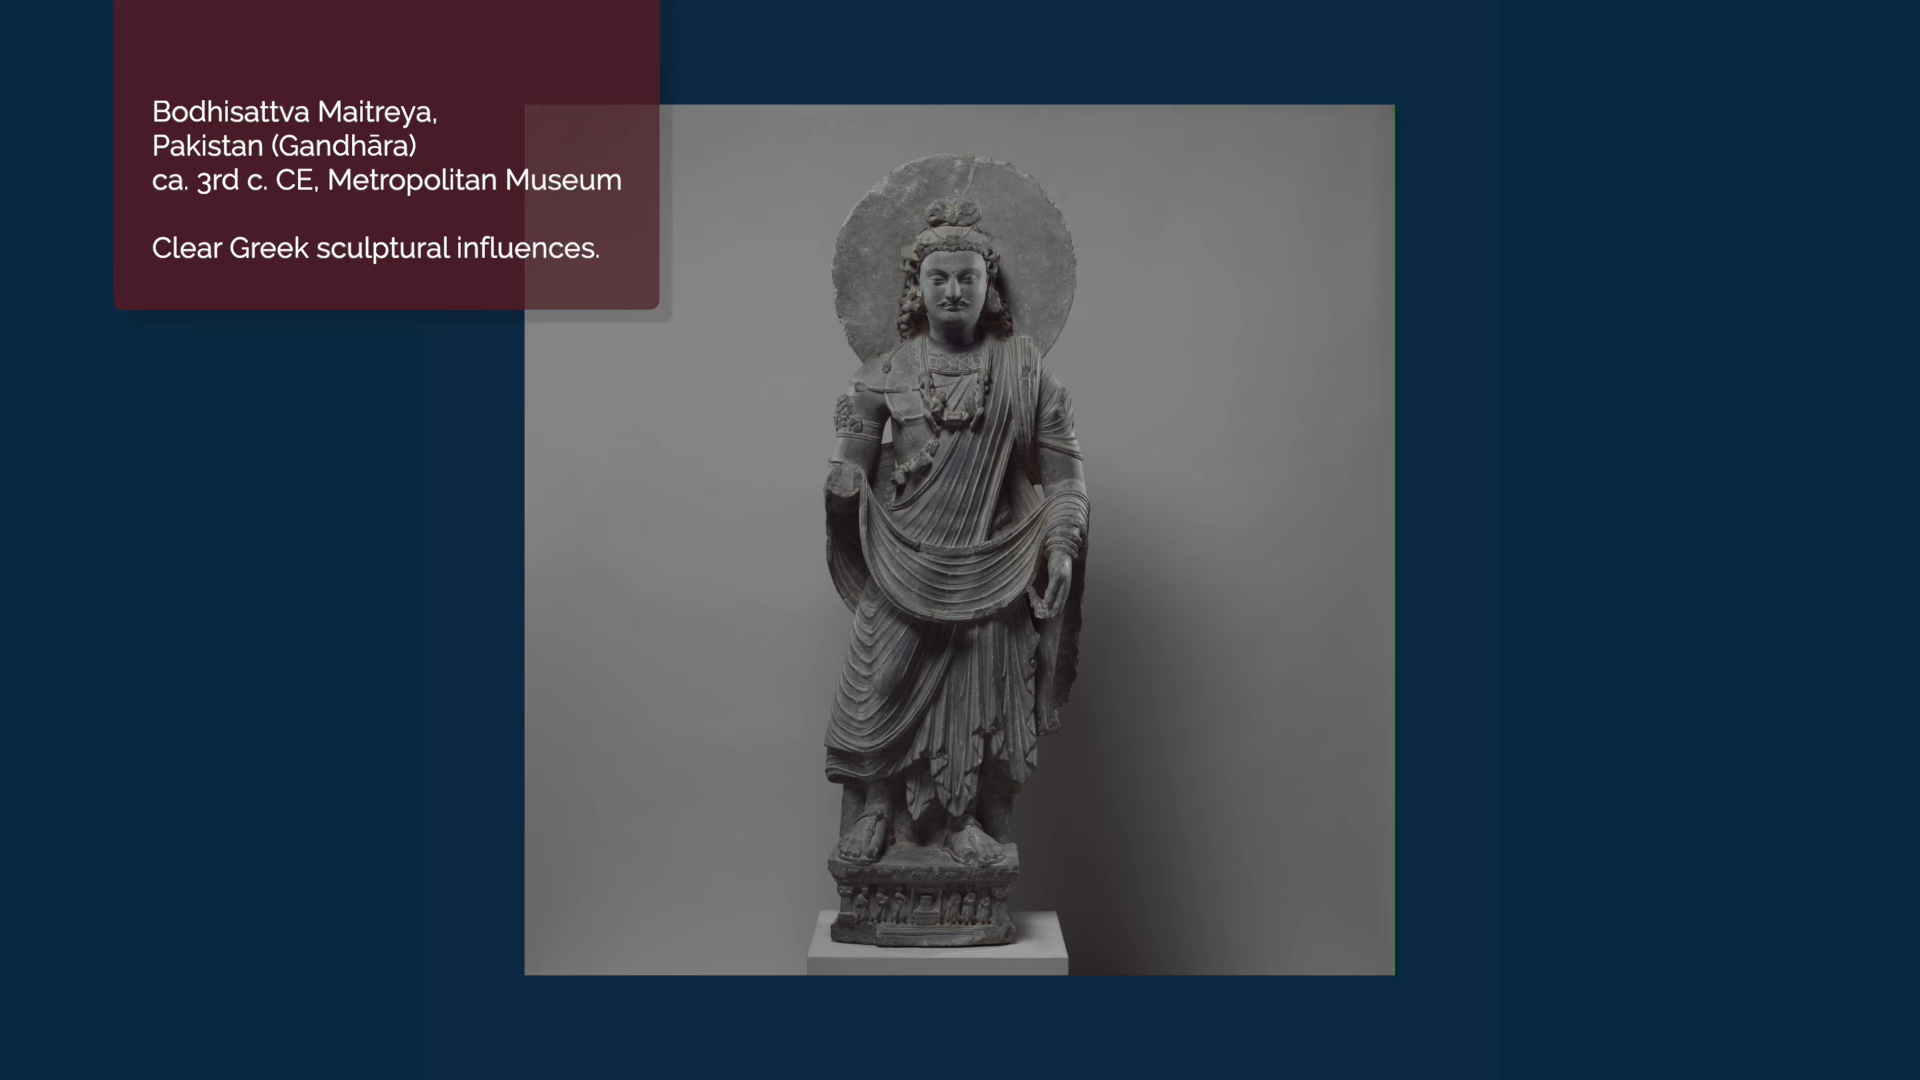 Bodhisattva Maitreya,
Pakistan (Gandhāra)
ca. 3rd c. CE, Metropolitan Museum
Clear Greek sculptural influences.